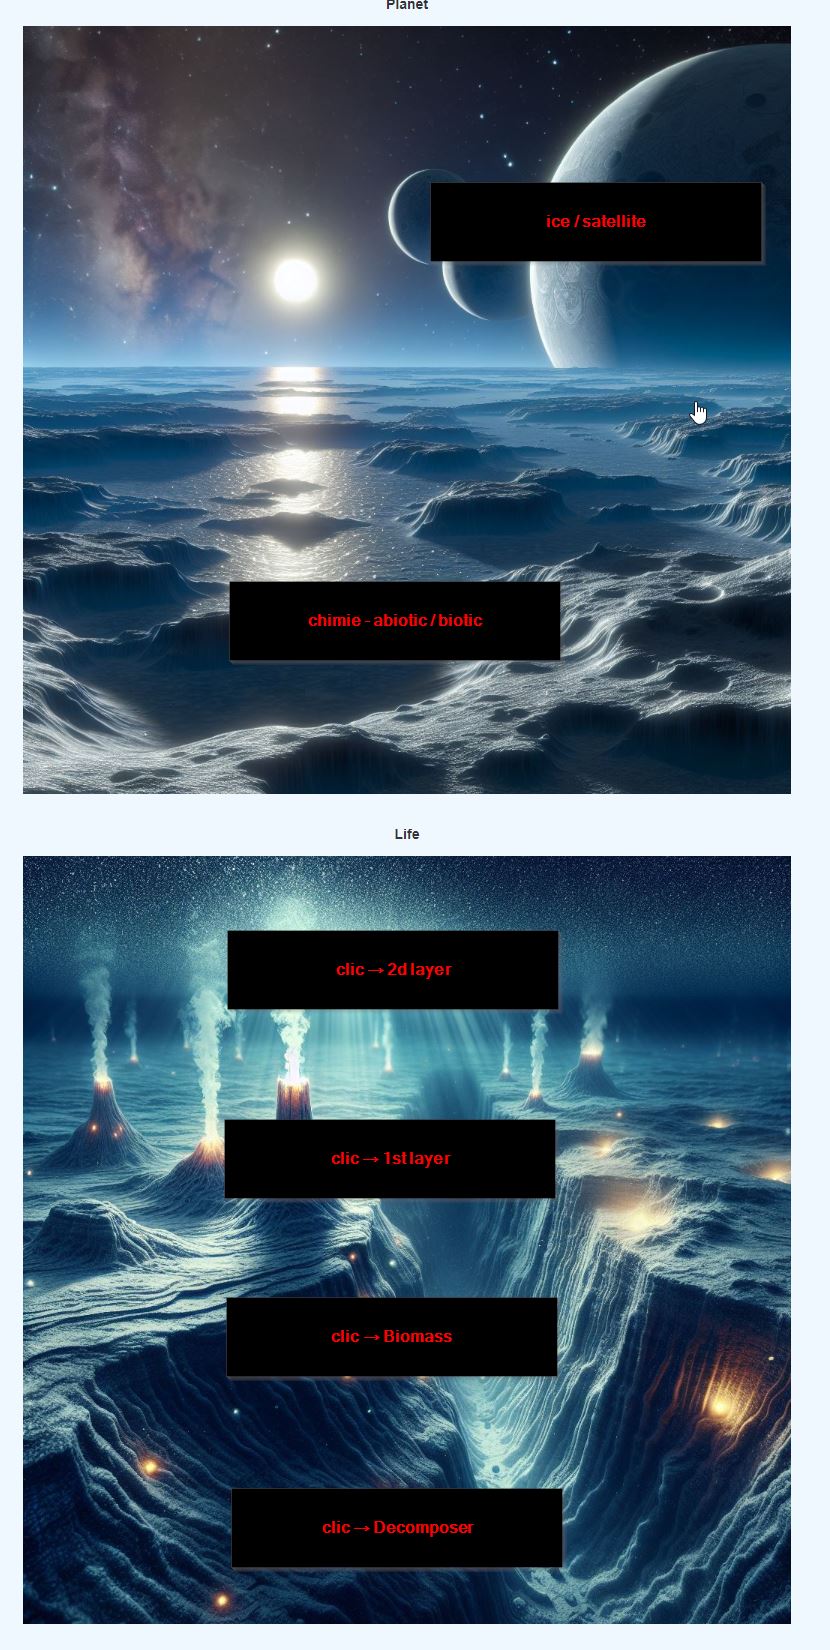 Planet
ice / satellite
chimie - abiotic / biotic
Life
clic → 2d layer
clic → 1st layer
clic → Biomass
clic → Decomposer